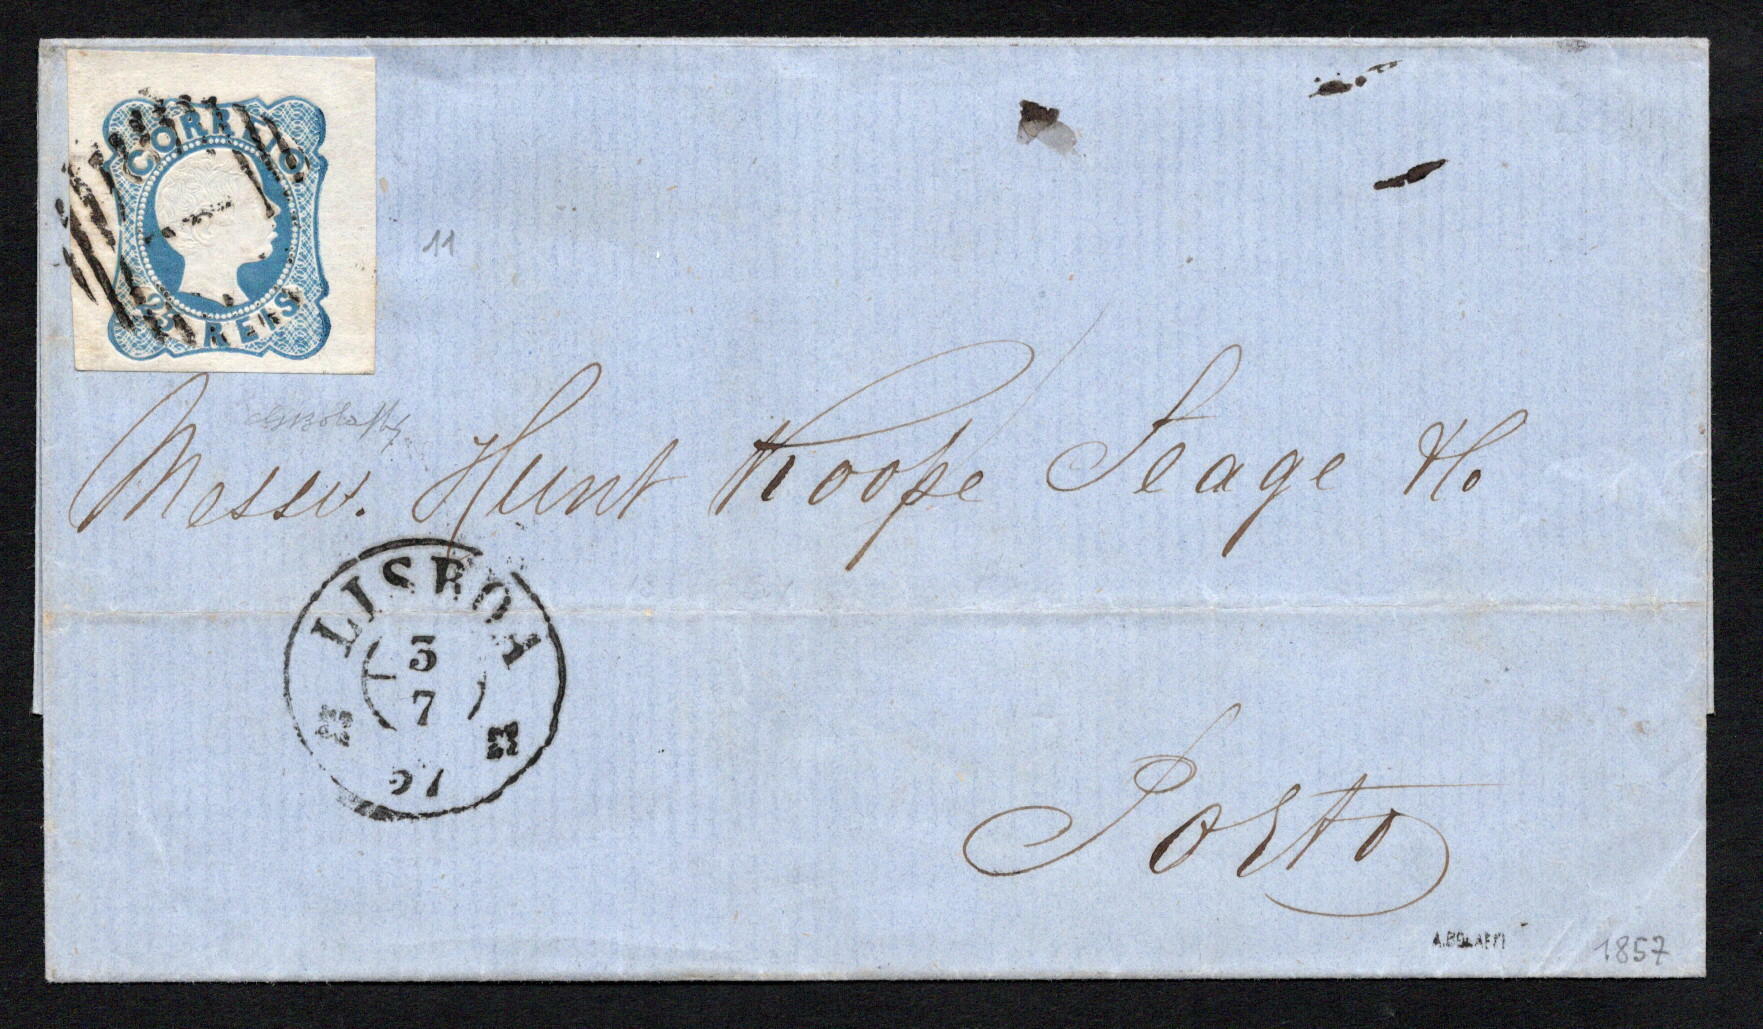 CORREIO
25 REIS
11
Messrs. Hunt Roope Teage & Co
LISBOA
3
7
57
Porto
A. BOLAFFI
1857